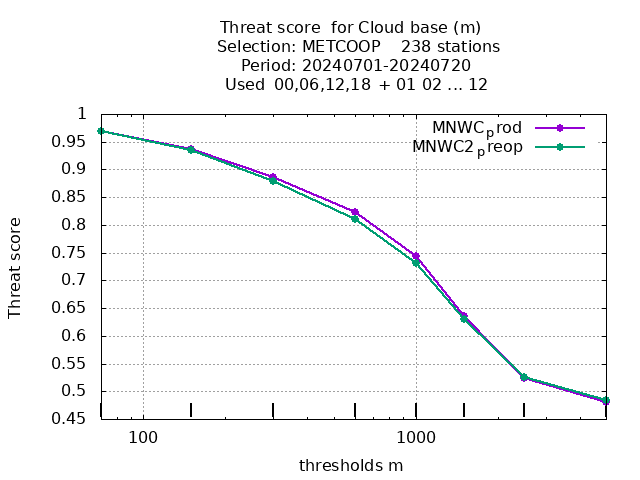 Threat score  for Cloud base (m)
Selection: METCOOP    238 stations
Period: 20240701-20240720
Used  00,06,12,18 + 01 02 ... 12
MNWCprod
MNWC2preop
1
0.95
0.9
0.85
0.8
0.75
0.7
0.65
0.6
0.55
0.5
0.45
Threat score
100 1000
thresholds m